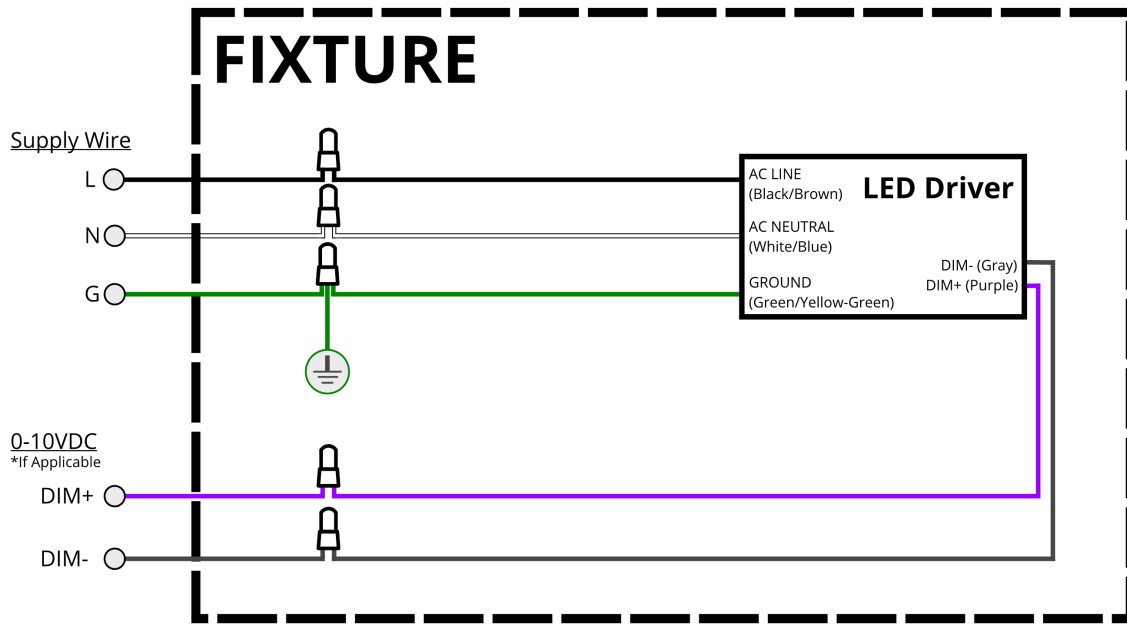 FIXTURE
Supply Wire
L
N
G
AC LINE
(Black/Brown)
LED Driver
AC NEUTRAL
(White/Blue)
GROUND
(Green/Yellow-Green)
DIM- (Gray)
DIM+ (Purple)
0-10VDC
*If Applicable
DIM+
DIM-